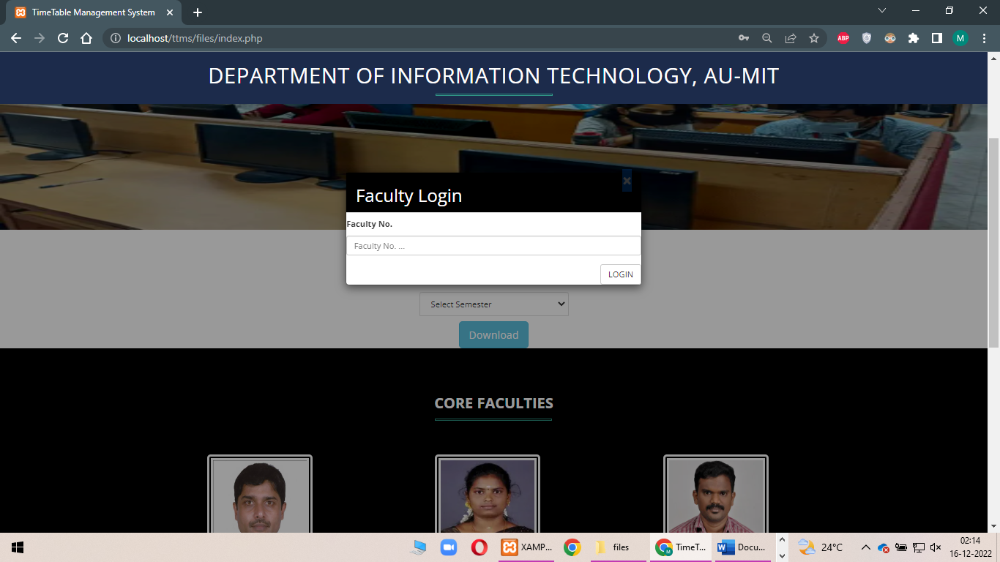 TimeTable Management System
localhost/ttms/files/index.php
ABP
M
DEPARTMENT OF INFORMATION TECHNOLOGY, AU-MIT
Faculty Login
×
Faculty No.
Faculty No. ...
LOGIN
Select Semester
Download
CORE FACULTIES
XAMP...
files
TimeT...
Docu...
24°C
02:14
16-12-2022